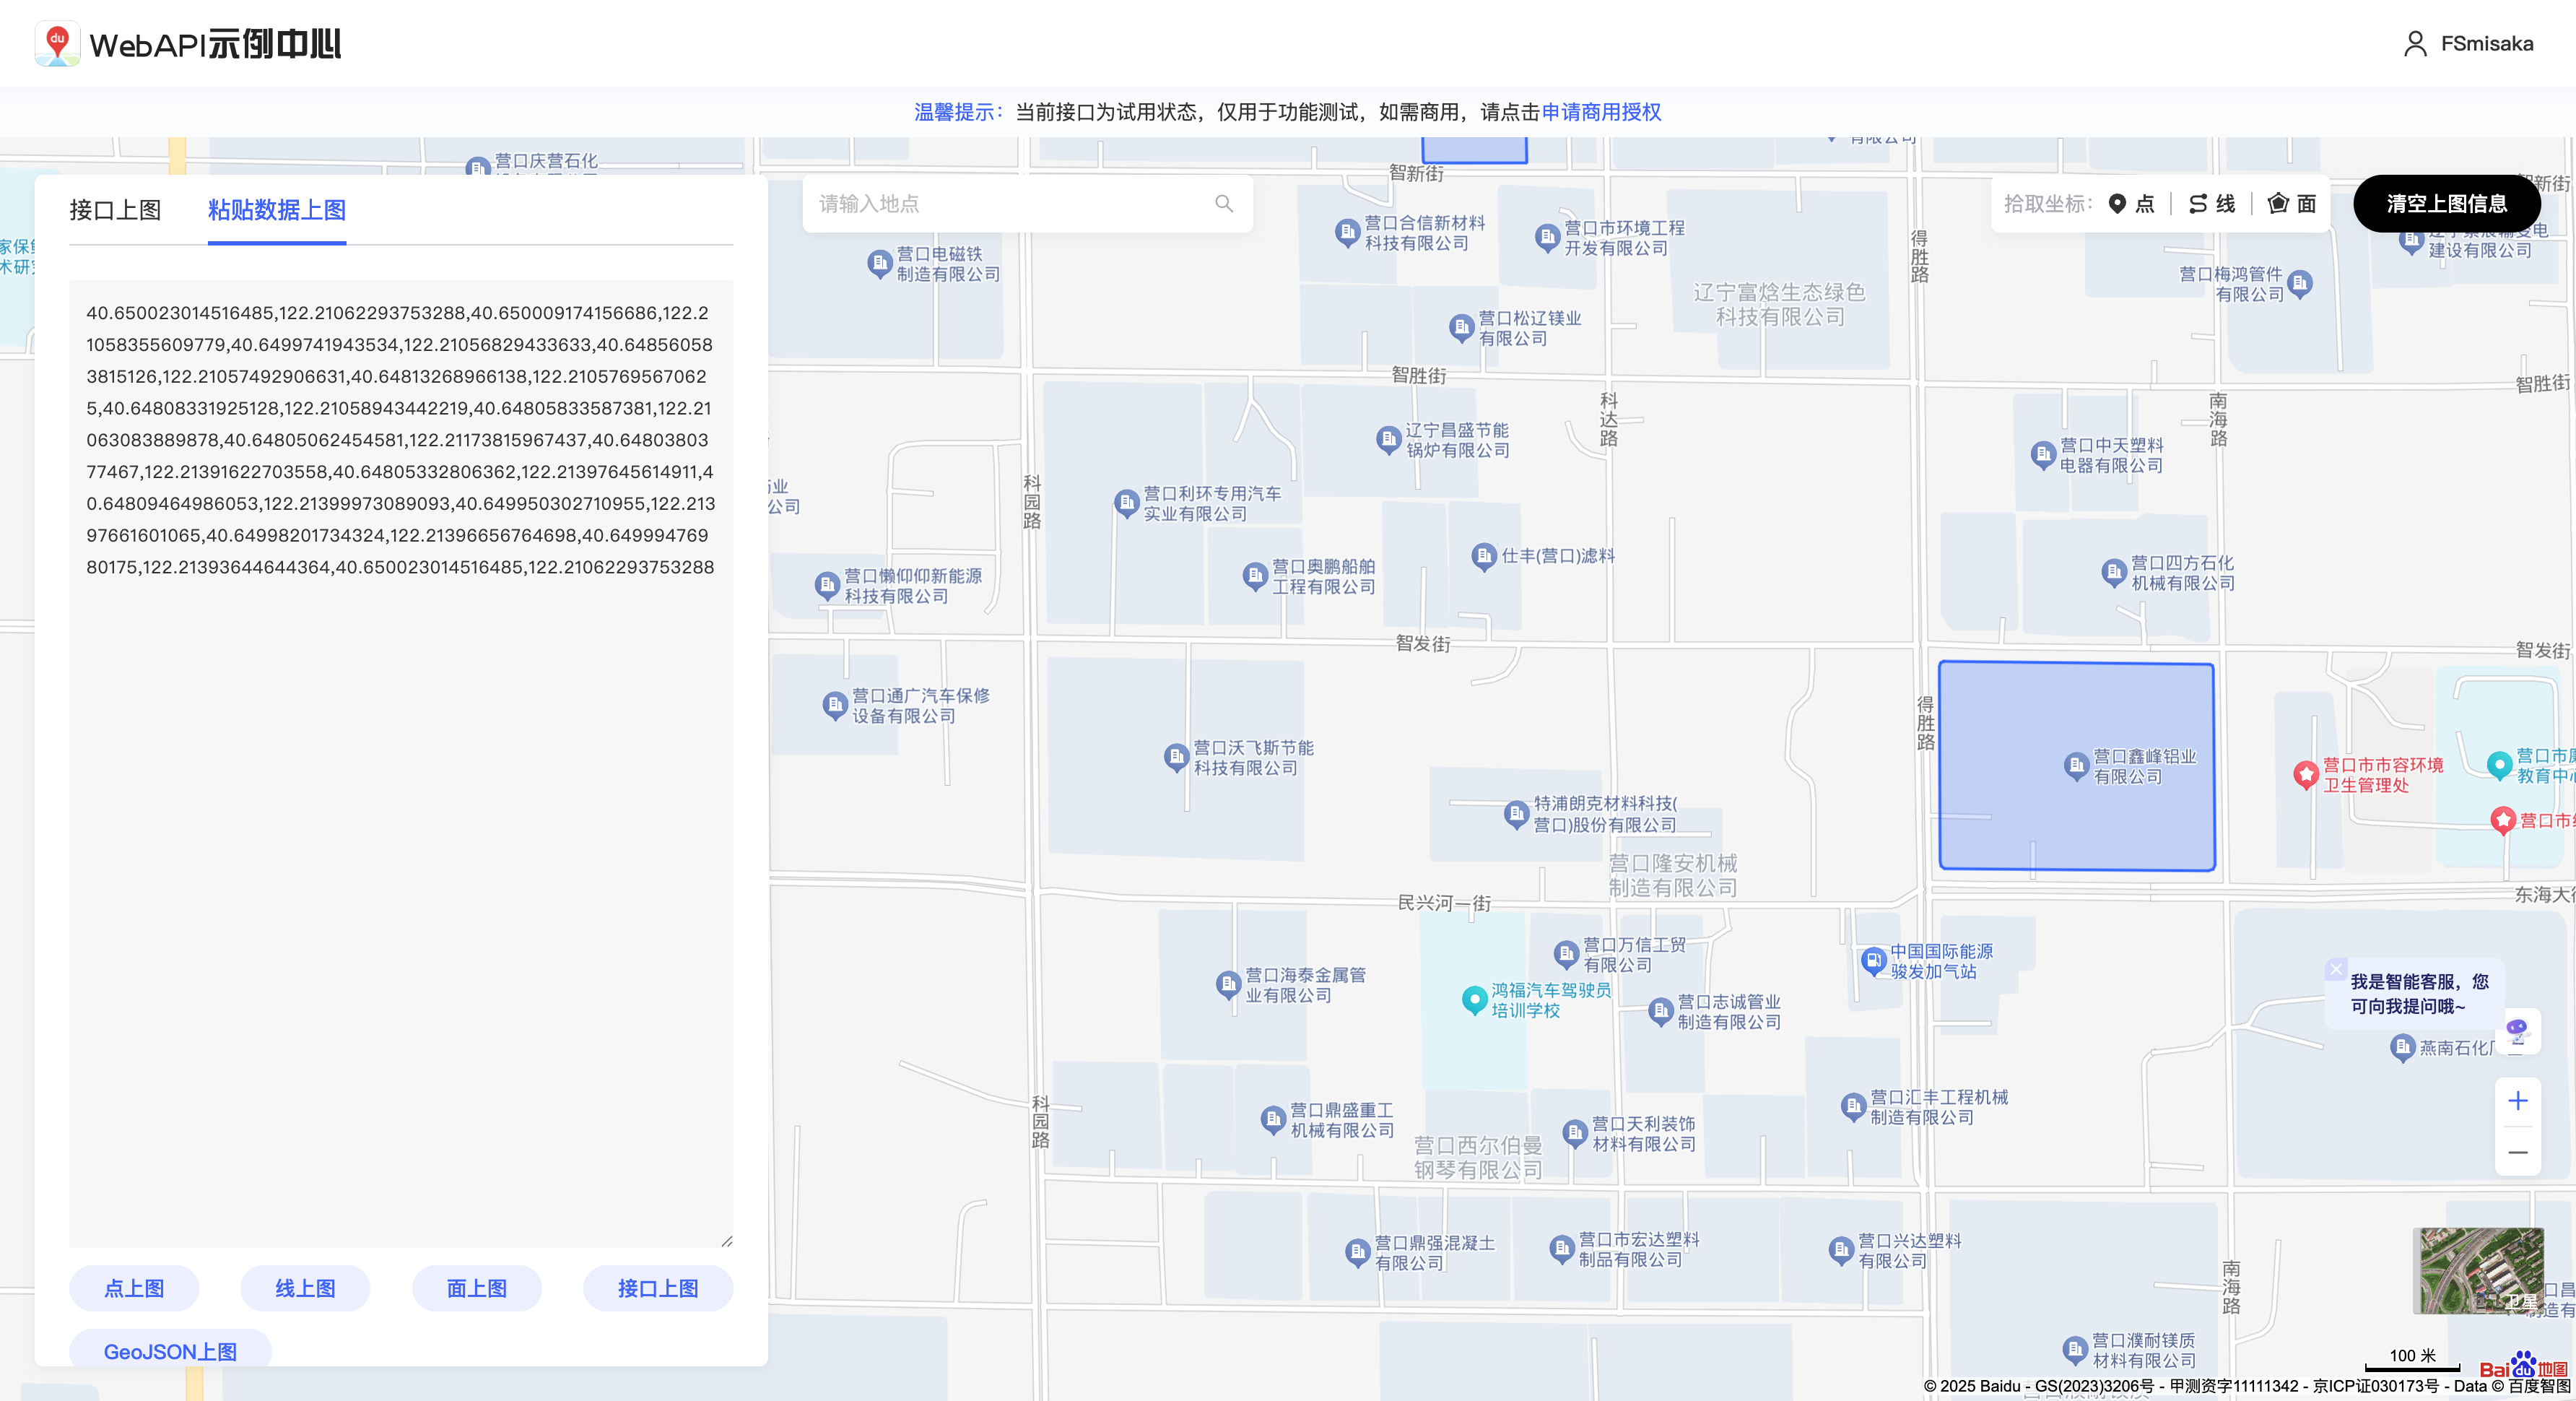 du
WebAPI示例中心
FSmisaka
温馨提示：当前接口为试用状态，仅用于功能测试，如需商用，请点击申请商用授权
接口上图
粘贴数据上图
40.650023014516485,122.21062293753288,40.650009174156686,122.2
1058355609779,40.6499741943534,122.21056829433633,40.64856058
3815126,122.21057492906631,40.64813268966138,122.2105769567062
5,40.64808331925128,122.21058943442219,40.64805833587381,122.21
063083889878,40.64805062454581,122.21173815967437,40.64803803
77467,122.21391622703558,40.64805332806362,122.21397645614911,4
0.64809464986053,122.21399973089093,40.649950302710955,122.213
97661601065,40.64998201734324,122.21396656764698,40.649994769
80175,122.21393644644364,40.650023014516485,122.21062293753288
点上图
线上图
面上图
接口上图
GeoJSON上图
请输入地点
拾取坐标：
点
线
面
清空上图信息
营口庆营石化
有限公司
智新街
新街
营口合信新材料
科技有限公司
营口市环境工程
开发有限公司
得胜路
建设有限公司
营口梅鸿管件
有限公司
营口电磁铁
制造有限公司
辽宁富焓生态绿色
科技有限公司
营口松辽镁业
有限公司
智胜街
智胜街
科达路
南海路
辽宁昌盛节能
锅炉有限公司
营口中天塑料
电器有限公司
公司
科园路
营口利环专用汽车
实业有限公司
仕丰(营口)滤料
营口奥鹏船舶
工程有限公司
营口懒仰仰新能源
科技有限公司
营口四方石化
机械有限公司
智发街
智发街
营口通广汽车保修
设备有限公司
得胜路
营口沃飞斯节能
科技有限公司
营口鑫峰铝业
有限公司
营口市市容环境
卫生管理处
营口市
教育中心
营口市
特浦朗克材料科技(
营口)股份有限公司
营口隆安机械
制造有限公司
民兴河一街
东海大街
营口万信工贸
有限公司
中国国际能源
骏发加气站
营口海泰金属管
业有限公司
鸿福汽车驾驶员
培训学校
营口志诚管业
制造有限公司
我是智能客服，您
可向我提问哦~
燕南石化
科园路
营口鼎盛重工
机械有限公司
营口西尔伯曼
钢琴有限公司
营口天利装饰
材料有限公司
营口汇丰工程机械
制造有限公司
营口鼎强混凝土
有限公司
营口市宏达塑料
制品有限公司
营口兴达塑料
有限公司
南海路
卫星
营口濮耐镁质
材料有限公司
100 米
Bai du 地图
© 2025 Baidu - GS(2023)3206号 - 甲测资字11111342 - 京ICP证030173号 - Data © 百度智图